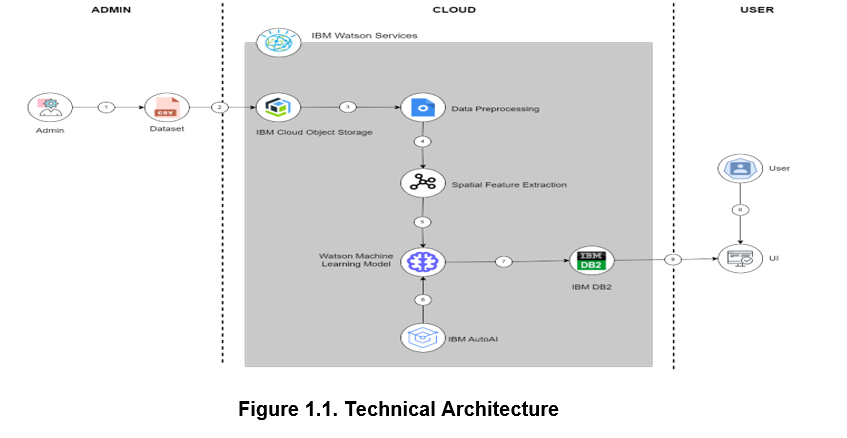 ADMIN
CLOUD
USER
IBM Watson Services
1
2
3
Admin
Dataset
CSV
IBM Cloud Object Storage
Data Preprocessing
4
User
Spatial Feature Extraction
5
8
Watson Machine
Learning Model
7
IBM
DB2
9
UI
IBM DB2
6
IBM AutoAI
Figure 1.1. Technical Architecture